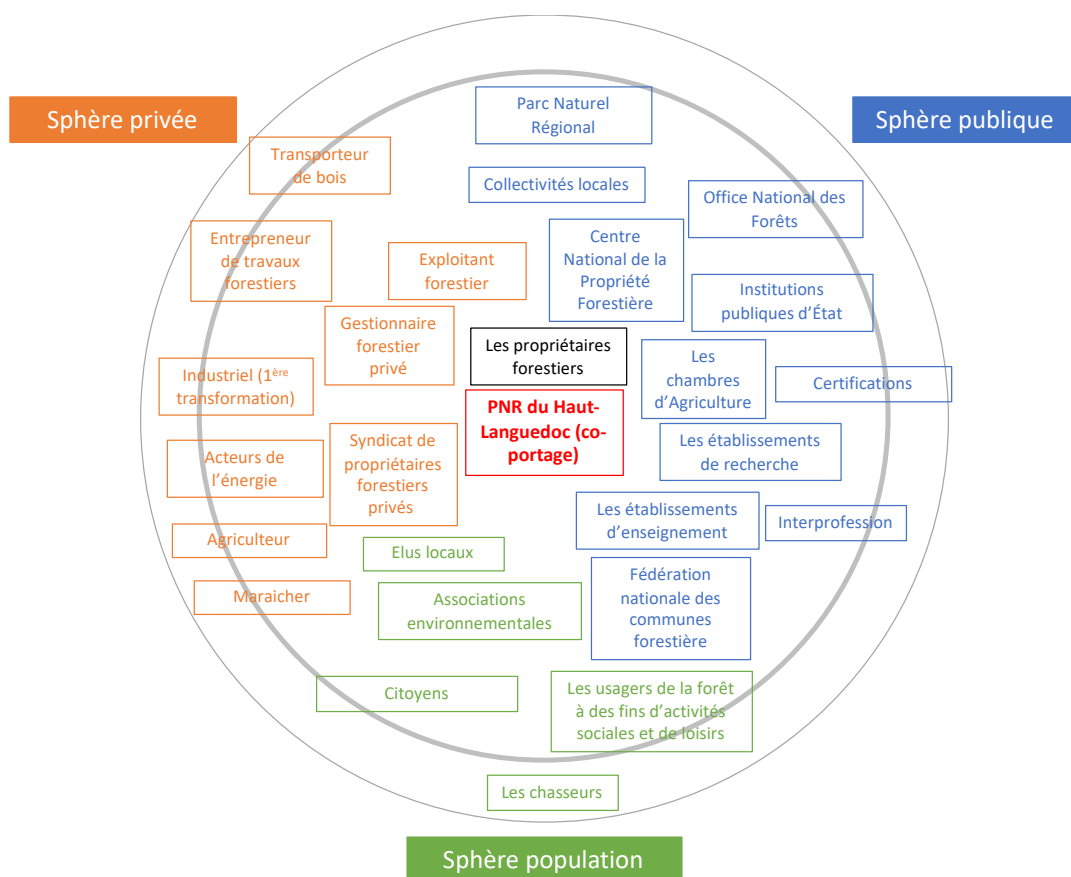 Sphère privée
Sphère publique
Parc Naturel
Régional
Transporteur
de bois
Collectivités locales
Office National des
Forêts
Entrepreneur
de travaux
forestiers
Exploitant
forestier
Centre
National de la
Propriété
Forestière
Institutions
publiques d'État
Gestionnaire
forestier
privé
Les propriétaires
forestiers
Les
chambres
d'Agriculture
Industriel (1ère
transformation)
Certifications
PNR du Haut-
Languedoc (co-
portage)
Syndicat de
propriétaires
forestiers
privés
Les établissements
de recherche
Acteurs de
l'énergie
Les établissements
d'enseignement
Interprofession
Agriculteur
Elus locaux
Fédération
nationale des
communes
forestière
Maraicher
Associations
environnementales
Citoyens
Les usagers de la forêt
à des fins d'activités
sociales et de loisirs
Les chasseurs
Sphère population